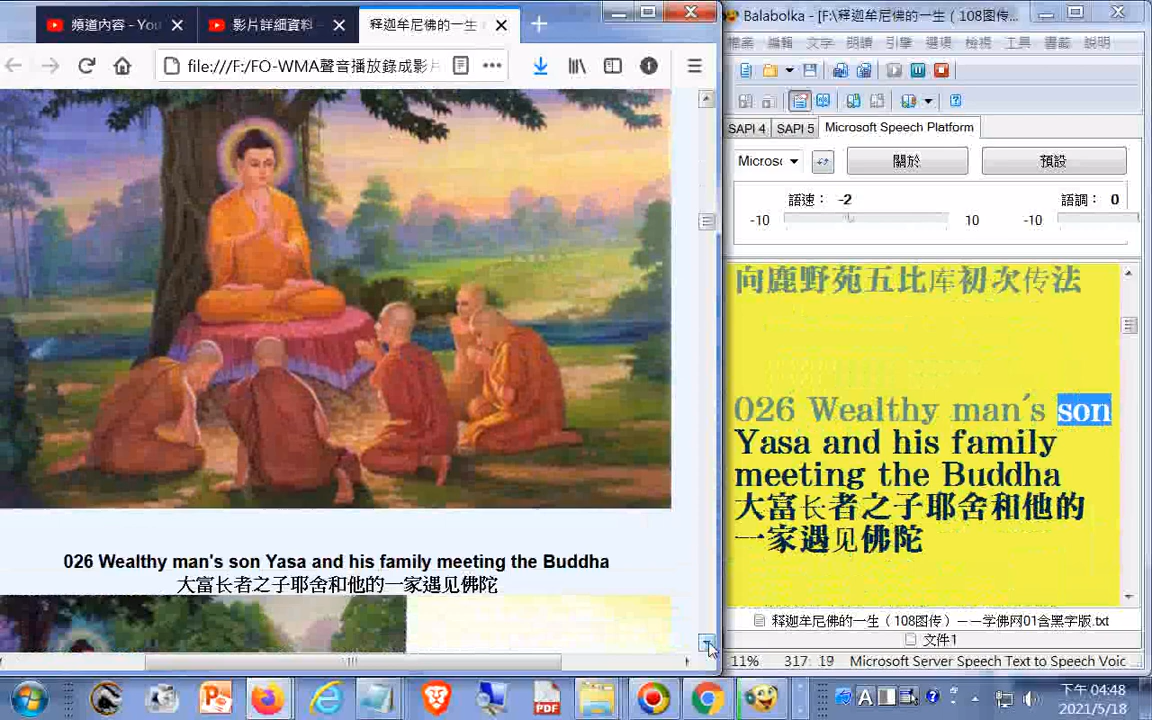 頻道內容 - You
影片詳細資料
释迦牟尼佛的一生
file:///F:/FO-WMA聲音播放錄成影片
026 Wealthy man's son Yasa and his family meeting the Buddha
大富长者之子耶舍和他的一家遇见佛陀
Balabolka - [F:\释迦牟尼佛的一生（108图传...
檔案 編輯 文字 朗讀 引擎 選項 檢視 工具 書籤 說明
SAPI 4 SAPI 5 Microsoft Speech Platform
Micros 關於 預設
語速： -2 語調： 0
-10 10 -10
向鹿野苑五比库初次传法
026 Wealthy man's son
Yasa and his family
meeting the Buddha
大富长者之子耶舍和他的
一家遇见佛陀
释迦牟尼佛的一生（108图传）——学佛网01含黑字版.txt
文件1
11% 317: 19 Microsoft Server Speech Text to Speech Voic
下午 04:48
2021/5/18